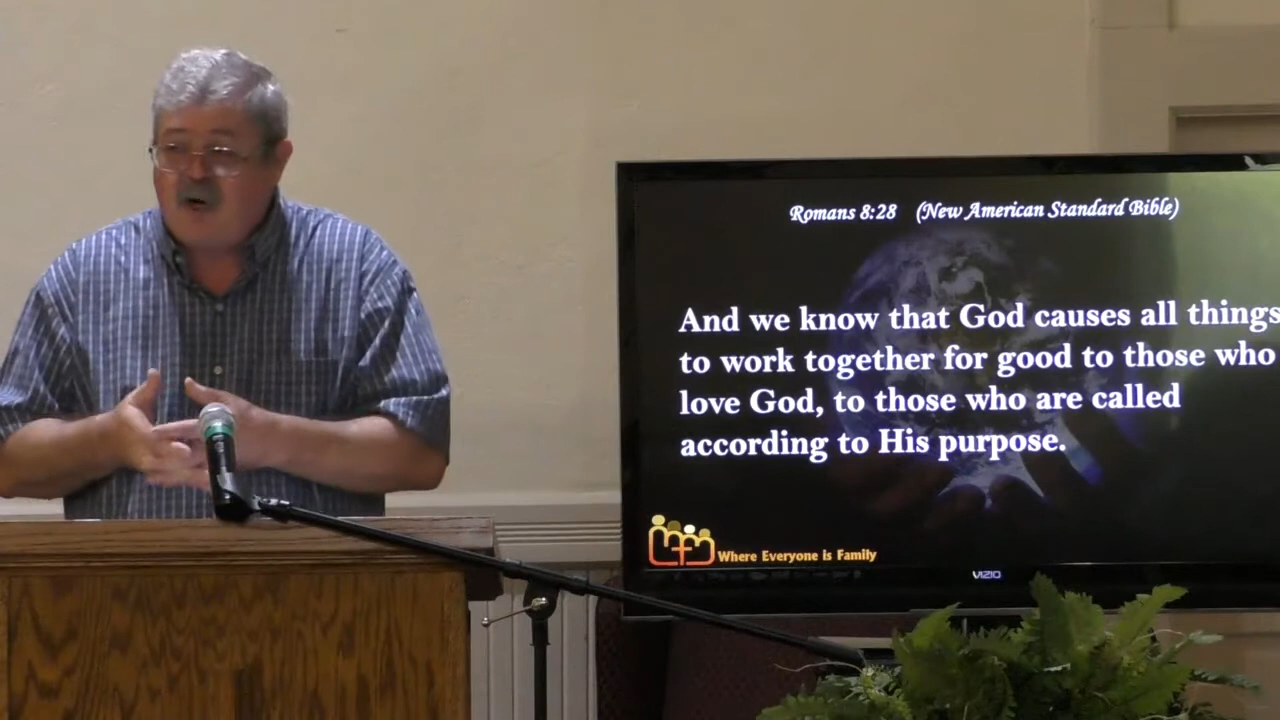 Romans 8:28 (New American Standard Bible)
And we know that God causes all things
to work together for good to those who
love God, to those who are called
according to His purpose.
Where Everyone is Family
VIZIO